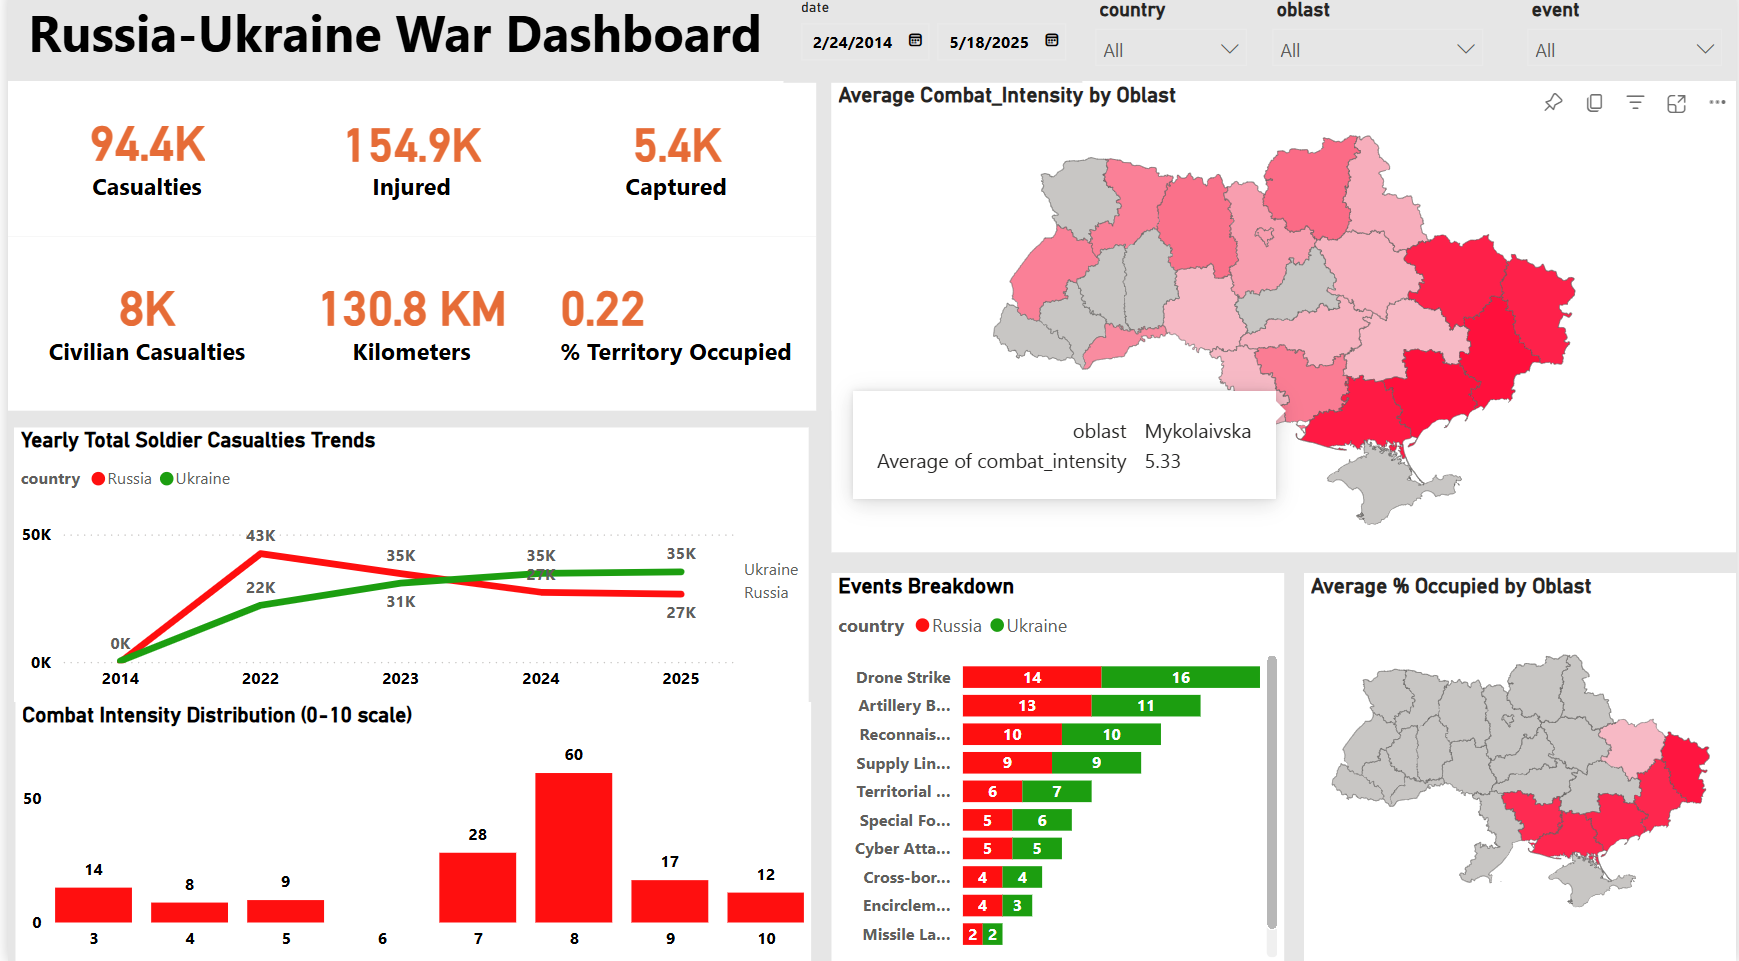 Russia-Ukraine War Dashboard
date
2/24/2014
5/18/2025
country
All
oblast
All
event
All
94.4K
Casualties
154.9K
Injured
5.4K
Captured
8K
Civilian Casualties
130.8 KM
Kilometers
0.22
% Territory Occupied
Average Combat_Intensity by Oblast
oblast Mykolaivska
Average of combat_intensity 5.33
Yearly Total Soldier Casualties Trends
country Russia Ukraine
50K
0K
0K
43K
22K
35K
31K
35K
27K
35K
27K
Ukraine
Russia
2014 2022 2023 2024 2025
Combat Intensity Distribution (0-10 scale)
50
0
14
8
9
28
60
17
12
3 4 5 6 7 8 9 10
Events Breakdown
country Russia Ukraine
Drone Strike 14 16
Artillery B... 13 11
Reconnais... 10 10
Supply Lin... 9 9
Territorial ... 6 7
Special Fo... 5 6
Cyber Atta... 5 5
Cross-bor... 4 4
Encirclem... 4 3
Missile La... 2 2
Average % Occupied by Oblast